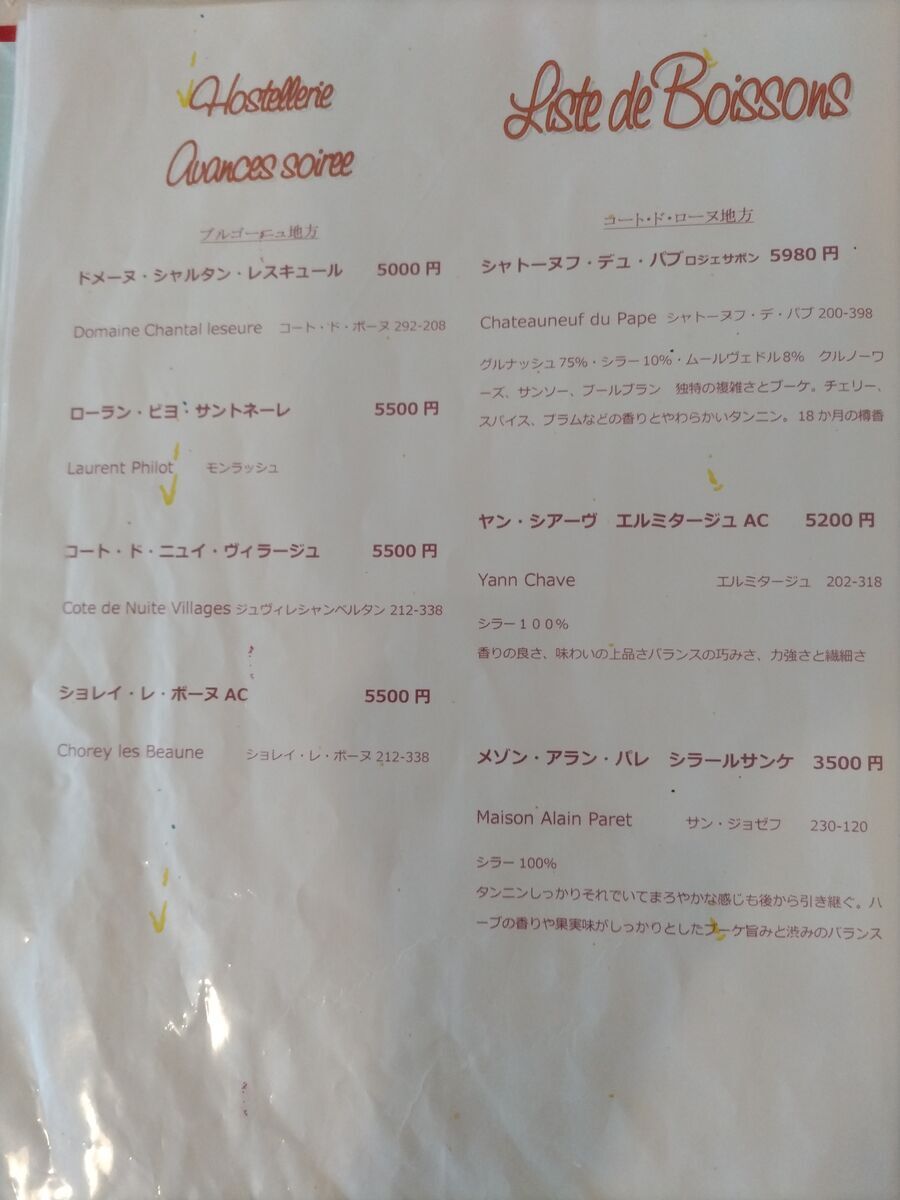 Hostellerie
Avances soiree
ブルゴーニュ地方
ドメーヌ・シャルタン・レスキュール 5000 円
Domaine Chantal leseure コート・ド・ボーヌ 292-208
ローラン・ピヨ・サントネーレ 5500 円
Laurent Philot モンラッシュ
コート・ド・ニュイ・ヴィラージュ 5500 円
Cote de Nuite Villages ジュヴィレシャンベルタン 212-338
ショレイ・レ・ボーヌ AC 5500 円
Chorey les Beaune ショレイ・レ・ボーヌ 212-338
Liste de Boissons
コート・ド・ローヌ地方
シャトーヌフ・デュ・パプ ロジェサボン 5980 円
Chateauneuf du Pape シャトーヌフ・デ・パプ 200-398
グルナッシュ 75%・シラー 10%・ムールヴェドル 8% クルノーワ
ーズ、サンソー、ブールブラン 独特の複雑さとブーケ。チェリー、
スパイス、プラムなどの香りとやわらかいタンニン。18 か月の樽香
ヤン・シアーヴ エルミタージュ AC 5200 円
Yann Chave エルミタージュ 202-318
シラー１００%
香りの良さ、味わいの上品さバランスの巧みさ、力強さと繊細さ
メゾン・アラン・パレ シラールサンケ 3500 円
Maison Alain Paret サン・ジョゼフ 230-120
シラー 100%
タンニンしっかりそれでいてまろやかな感じも後から引き継ぐ。ハ
ーブの香りや果実味がしっかりとしたブーケ旨みと渋みのバランス